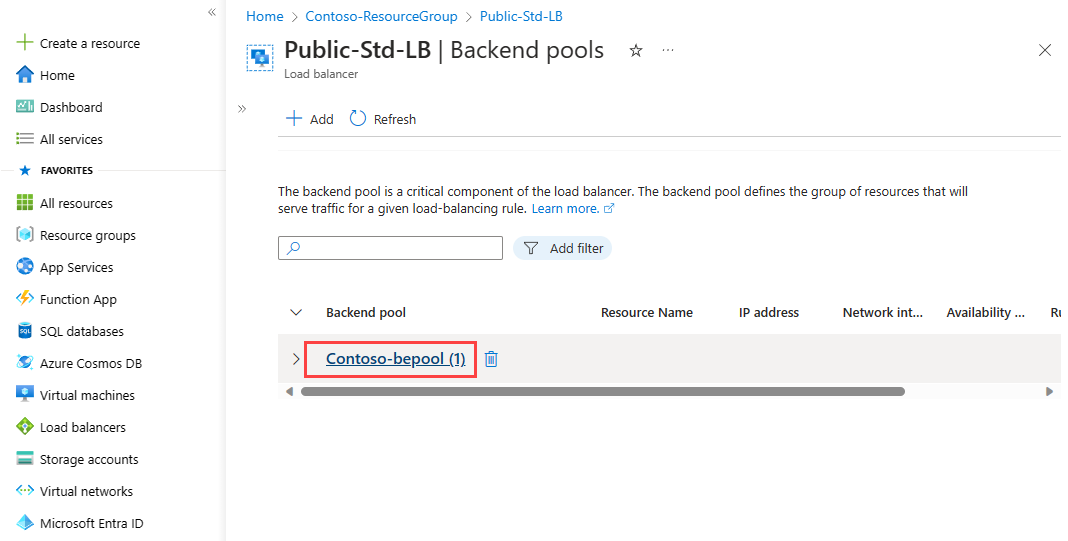 «
Create a resource
Home
Dashboard
All services
FAVORITES
All resources
Resource groups
App Services
Function App
SQL databases
Azure Cosmos DB
Virtual machines
Load balancers
Storage accounts
Virtual networks
Microsoft Entra ID
Home > Contoso-ResourceGroup > Public-Std-LB
Public-Std-LB | Backend pools ☆ ···
Load balancer
»
Add Refresh
The backend pool is a critical component of the load balancer. The backend pool defines the group of resources that will
serve traffic for a given load-balancing rule. Learn more.
Add filter
Backend pool Resource Name IP address Network int... Availability ... Ru
Contoso-bepool (1)